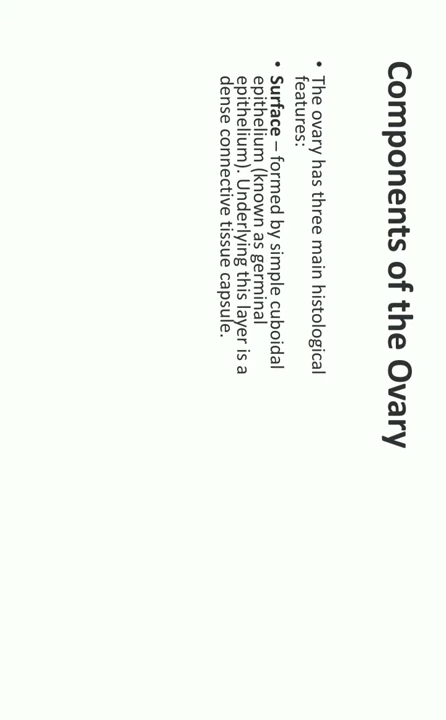 Components of the Ovary
• The ovary has three main histological
features:
• Surface – formed by simple cuboidal
epithelium (known as germinal
epithelium). Underlying this layer is a
dense connective tissue capsule.